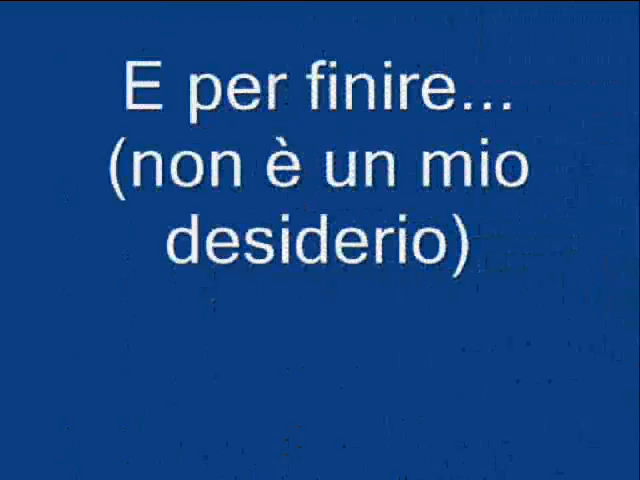 E per finire...
(non è un mio
desiderio)